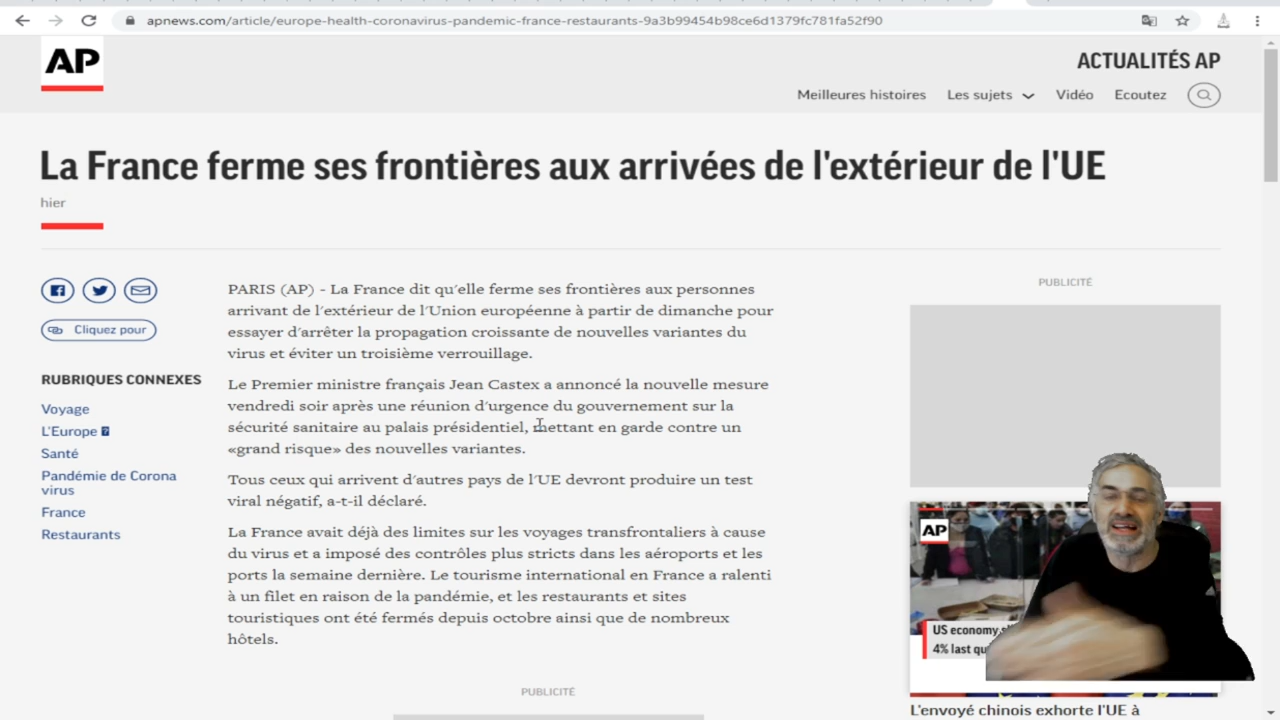 apnews.com/article/europe-health-coronavirus-pandemic-france-restaurants-9a3b99454b98ce6d1379fc781fa52f90
AP
ACTUALITÉS AP
Meilleures histoires Les sujets Vidéo Ecoutez
La France ferme ses frontières aux arrivées de l'extérieur de l'UE
hier
Cliquez pour
RUBRIQUES CONNEXES
Voyage
L'Europe
Santé
Pandémie de Corona
virus
France
Restaurants
PARIS (AP) - La France dit qu'elle ferme ses frontières aux personnes
arrivant de l'extérieur de l'Union européenne à partir de dimanche pour
essayer d'arrêter la propagation croissante de nouvelles variantes du
virus et éviter un troisième verrouillage.
Le Premier ministre français Jean Castex a annoncé la nouvelle mesure
vendredi soir après une réunion d'urgence du gouvernement sur la
sécurité sanitaire au palais présidentiel, mettant en garde contre un
«grand risque» des nouvelles variantes.
Tous ceux qui arrivent d'autres pays de l'UE devront produire un test
viral négatif, a-t-il déclaré.
La France avait déjà des limites sur les voyages transfrontaliers à cause
du virus et a imposé des contrôles plus stricts dans les aéroports et les
ports la semaine dernière. Le tourisme international en France a ralenti
à un filet en raison de la pandémie, et les restaurants et sites
touristiques ont été fermés depuis octobre ainsi que de nombreux
hôtels.
PUBLICITÉ
PUBLICITÉ
AP
US economy
4% last
L'envoyé chinois exhorte l'UE à